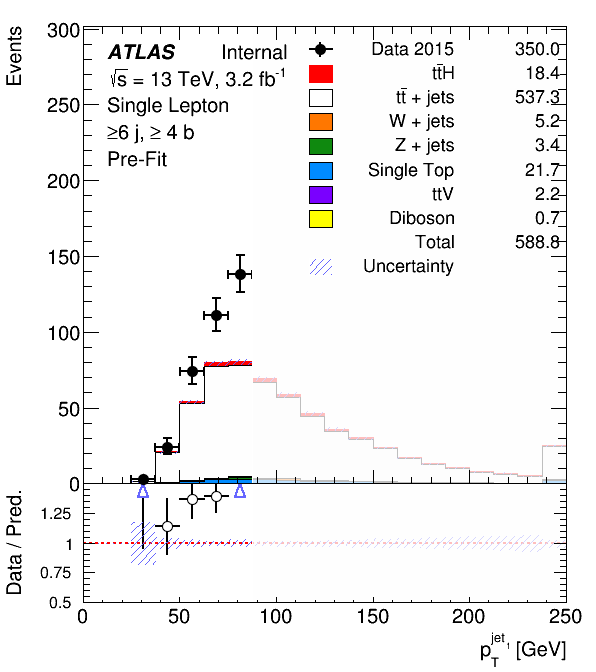 Events
300
250
200
150
100
50
0
ATLAS Internal
√s = 13 TeV, 3.2 fb-1
Single Lepton
≥6 j, ≥ 4 b
Pre-Fit
Data 2015 350.0
tt̄H 18.4
tt̄ + jets 537.3
W + jets 5.2
Z + jets 3.4
Single Top 21.7
ttV 2.2
Diboson 0.7
Total 588.8
Uncertainty
Data / Pred.
1.25
1
0.75
0.5
0 50 100 150 200 250
pT jet1 [GeV]